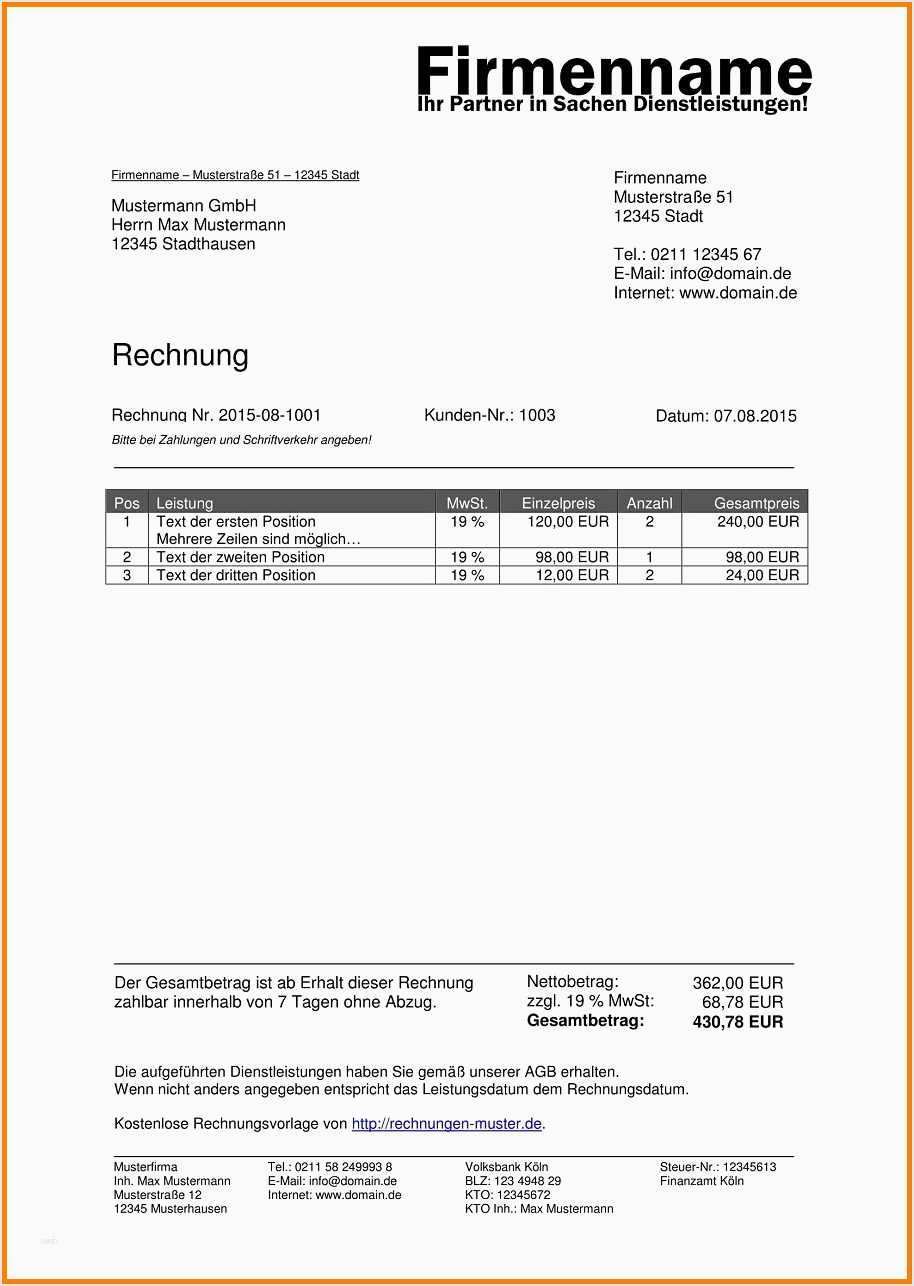 Firmenname
Ihr Partner in Sachen Dienstleistungen!
Firmenname – Musterstraße 51 – 12345 Stadt
Mustermann GmbH
Herrn Max Mustermann
12345 Stadthausen
Firmenname
Musterstraße 51
12345 Stadt
Tel.: 0211 12345 67
E-Mail: info@domain.de
Internet: www.domain.de
Rechnung
Rechnung Nr. 2015-08-1001 Kunden-Nr.: 1003 Datum: 07.08.2015
Bitte bei Zahlungen und Schriftverkehr angeben!
Pos Leistung MwSt. Einzelpreis Anzahl Gesamtpreis
1 Text der ersten Position 19 % 120,00 EUR 2 240,00 EUR
Mehrere Zeilen sind möglich…
2 Text der zweiten Position 19 % 98,00 EUR 1 98,00 EUR
3 Text der dritten Position 19 % 12,00 EUR 2 24,00 EUR
Der Gesamtbetrag ist ab Erhalt dieser Rechnung
zahlbar innerhalb von 7 Tagen ohne Abzug.
Nettobetrag: 362,00 EUR
zzgl. 19 % MwSt: 68,78 EUR
Gesamtbetrag: 430,78 EUR
Die aufgeführten Dienstleistungen haben Sie gemäß unserer AGB erhalten.
Wenn nicht anders angegeben entspricht das Leistungsdatum dem Rechnungsdatum.
Kostenlose Rechnungsvorlage von http://rechnungen-muster.de.
Musterfirma
Inh. Max Mustermann
Musterstraße 12
12345 Musterhausen
Tel.: 0211 58 249993 8
E-Mail: info@domain.de
Internet: www.domain.de
Volksbank Köln
BLZ: 123 4948 29
KTO: 12345672
KTO Inh.: Max Mustermann
Steuer-Nr.: 12345613
Finanzamt Köln